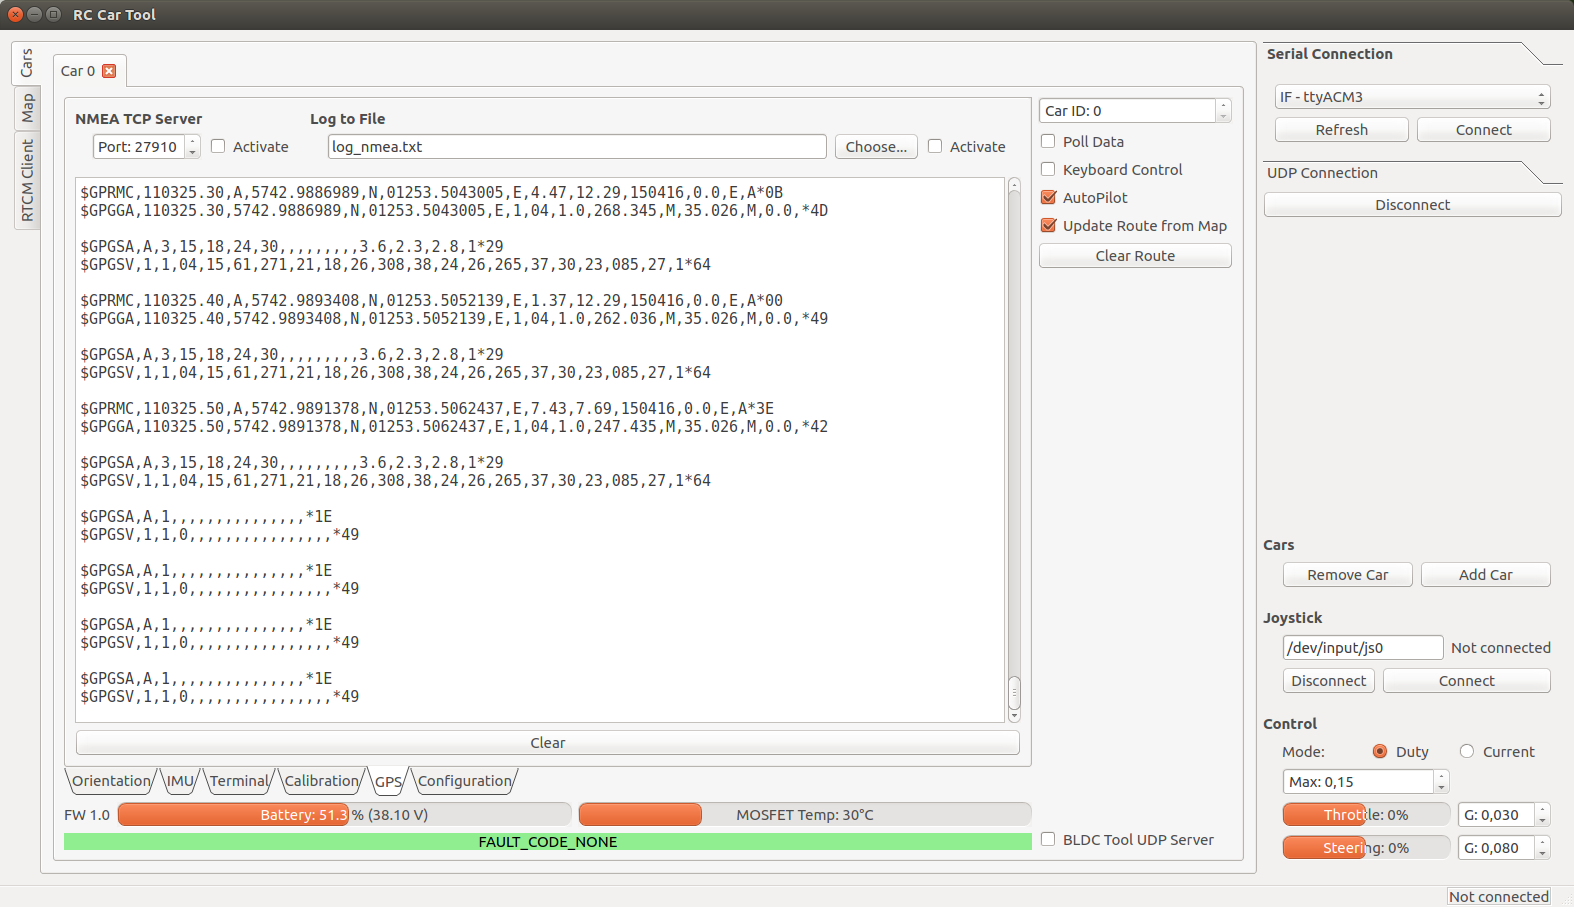 RC Car Tool
Cars
Map
RTCM Client
Car 0
NMEA TCP Server
Log to File
Port: 27910
Activate
log_nmea.txt
Choose...
Activate
$GPRMC,110325.30,A,5742.9886989,N,01253.5043005,E,4.47,12.29,150416,0.0,E,A*0B
$GPGGA,110325.30,5742.9886989,N,01253.5043005,E,1,04,1.0,268.345,M,35.026,M,0.0,*4D
$GPGSA,A,3,15,18,24,30,,,,,,,,,3.6,2.3,2.8,1*29
$GPGSV,1,1,04,15,61,271,21,18,26,308,38,24,26,265,37,30,23,085,27,1*64
$GPRMC,110325.40,A,5742.9893408,N,01253.5052139,E,1.37,12.29,150416,0.0,E,A*00
$GPGGA,110325.40,5742.9893408,N,01253.5052139,E,1,04,1.0,262.036,M,35.026,M,0.0,*49
$GPGSA,A,3,15,18,24,30,,,,,,,,,3.6,2.3,2.8,1*29
$GPGSV,1,1,04,15,61,271,21,18,26,308,38,24,26,265,37,30,23,085,27,1*64
$GPRMC,110325.50,A,5742.9891378,N,01253.5062437,E,7.43,7.69,150416,0.0,E,A*3E
$GPGGA,110325.50,5742.9891378,N,01253.5062437,E,1,04,1.0,247.435,M,35.026,M,0.0,*42
$GPGSA,A,3,15,18,24,30,,,,,,,,,3.6,2.3,2.8,1*29
$GPGSV,1,1,04,15,61,271,21,18,26,308,38,24,26,265,37,30,23,085,27,1*64
$GPGSA,A,1,,,,,,,,,,,,,,,*1E
$GPGSV,1,1,0,,,,,,,,,,,,,,,,*49
$GPGSA,A,1,,,,,,,,,,,,,,,*1E
$GPGSV,1,1,0,,,,,,,,,,,,,,,,*49
$GPGSA,A,1,,,,,,,,,,,,,,,*1E
$GPGSV,1,1,0,,,,,,,,,,,,,,,,*49
$GPGSA,A,1,,,,,,,,,,,,,,,*1E
$GPGSV,1,1,0,,,,,,,,,,,,,,,,*49
Clear
Orientation
IMU
Terminal
Calibration
GPS
Configuration
FW 1.0
Battery: 51.3 % (38.10 V)
MOSFET Temp: 30°C
FAULT_CODE_NONE
Car ID: 0
Poll Data
Keyboard Control
AutoPilot
Update Route from Map
Clear Route
BLDC Tool UDP Server
Serial Connection
IF - ttyACM3
Refresh
Connect
UDP Connection
Disconnect
Cars
Remove Car
Add Car
Joystick
/dev/input/js0
Not connected
Disconnect
Connect
Control
Mode:
Duty
Current
Max: 0,15
Throttle: 0%
G: 0,030
Steering: 0%
G: 0,080
Not connected